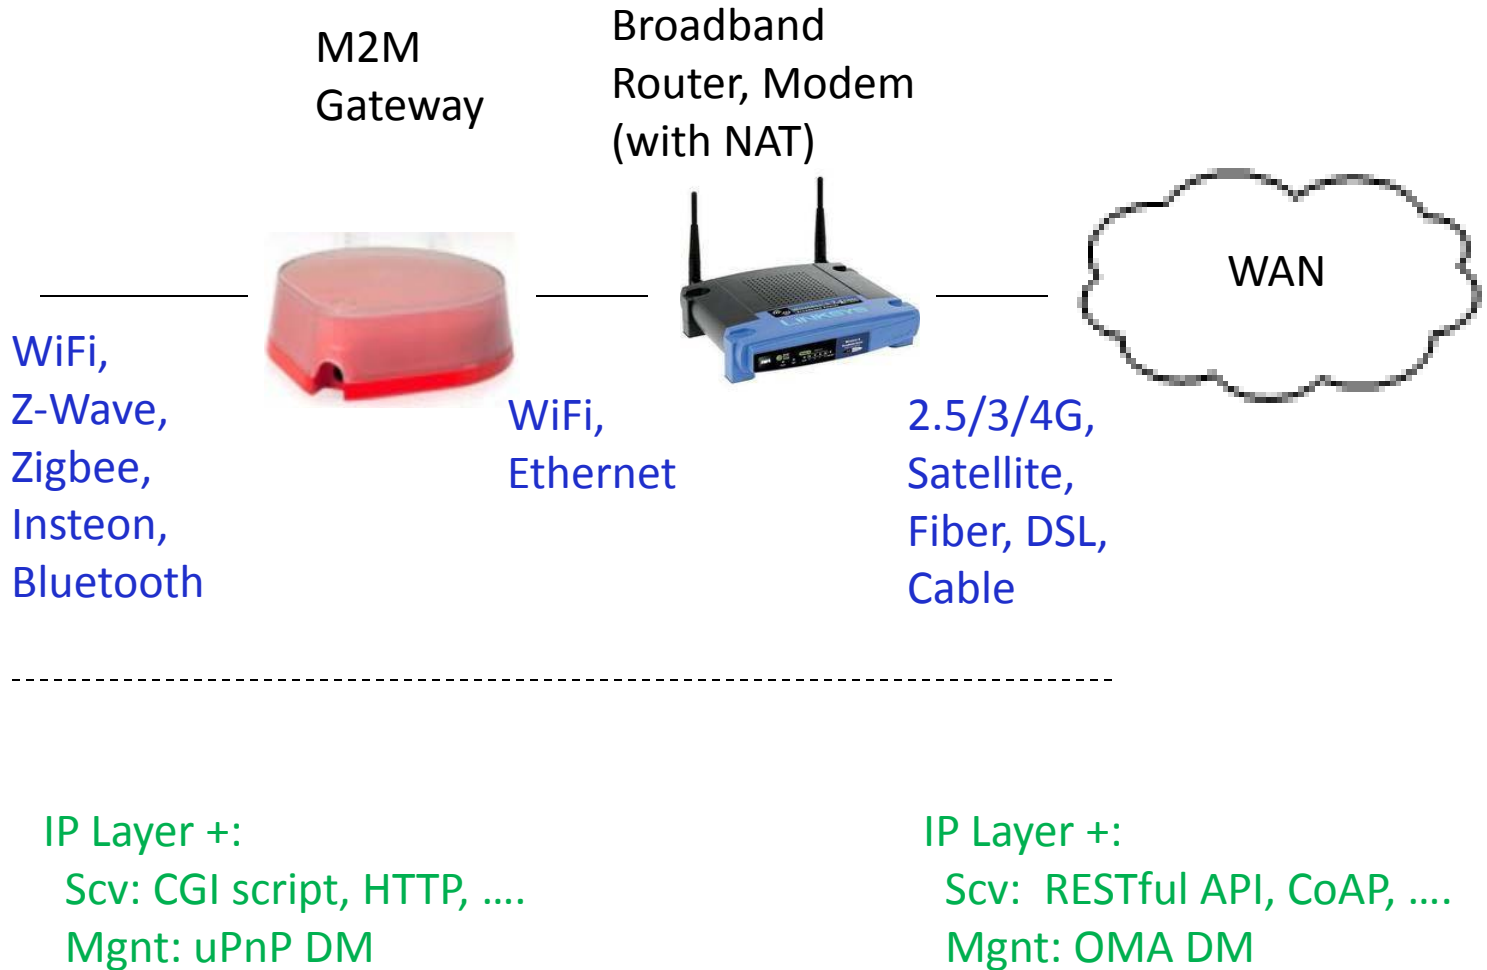 M2M
Gateway
Broadband
Router, Modem
(with NAT)
WAN
LINKSYS
WiFi,
Z-Wave,
Zigbee,
Insteon,
Bluetooth
WiFi,
Ethernet
2.5/3/4G,
Satellite,
Fiber, DSL,
Cable
IP Layer +:
Scv: CGI script, HTTP, ….
Mgnt: uPnP DM
IP Layer +:
Scv: RESTful API, CoAP, ….
Mgnt: OMA DM